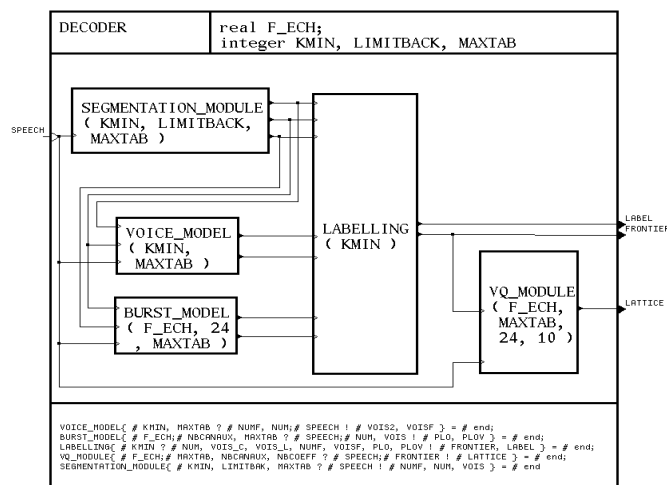 DECODER
real F_ECH;
integer KMIN, LIMITBACK, MAXTAB
SEGMENTATION_MODULE
( KMIN, LIMITBACK,
MAXTAB )
SPEECH
VOICE_MODEL
( KMIN,
MAXTAB )
LABELLING
( KMIN )
LABEL
FRONTIER
BURST_MODEL
( F_ECH, 24
, MAXTAB )
VQ_MODULE
( F_ECH,
MAXTAB,
24, 10 )
LATTICE
VOICE_MODEL{ # KMIN, MAXTAB ? # NUMF, NUM;# SPEECH ! # VOIS2, VOISF } = # end;
BURST_MODEL{ # F_ECH;# NBCANAUX, MAXTAB ? # SPEECH;# NUM, VOIS ! # PLO, PLOV } = # end;
LABELLING{ # KMIN ? # NUM, VOIS_C, VOIS_L, NUMF, VOISF, PLO, PLOV ! # FRONTIER, LABEL } = # end;
VQ_MODULE{ # F_ECH;# MAXTAB, NBCANAUX, NBCOEFF ? # SPEECH;# FRONTIER ! # LATTICE } = # end;
SEGMENTATION_MODULE{ # KMIN, LIMITBAK, MAXTAB ? # SPEECH ! # NUMF, NUM, VOIS } = # end